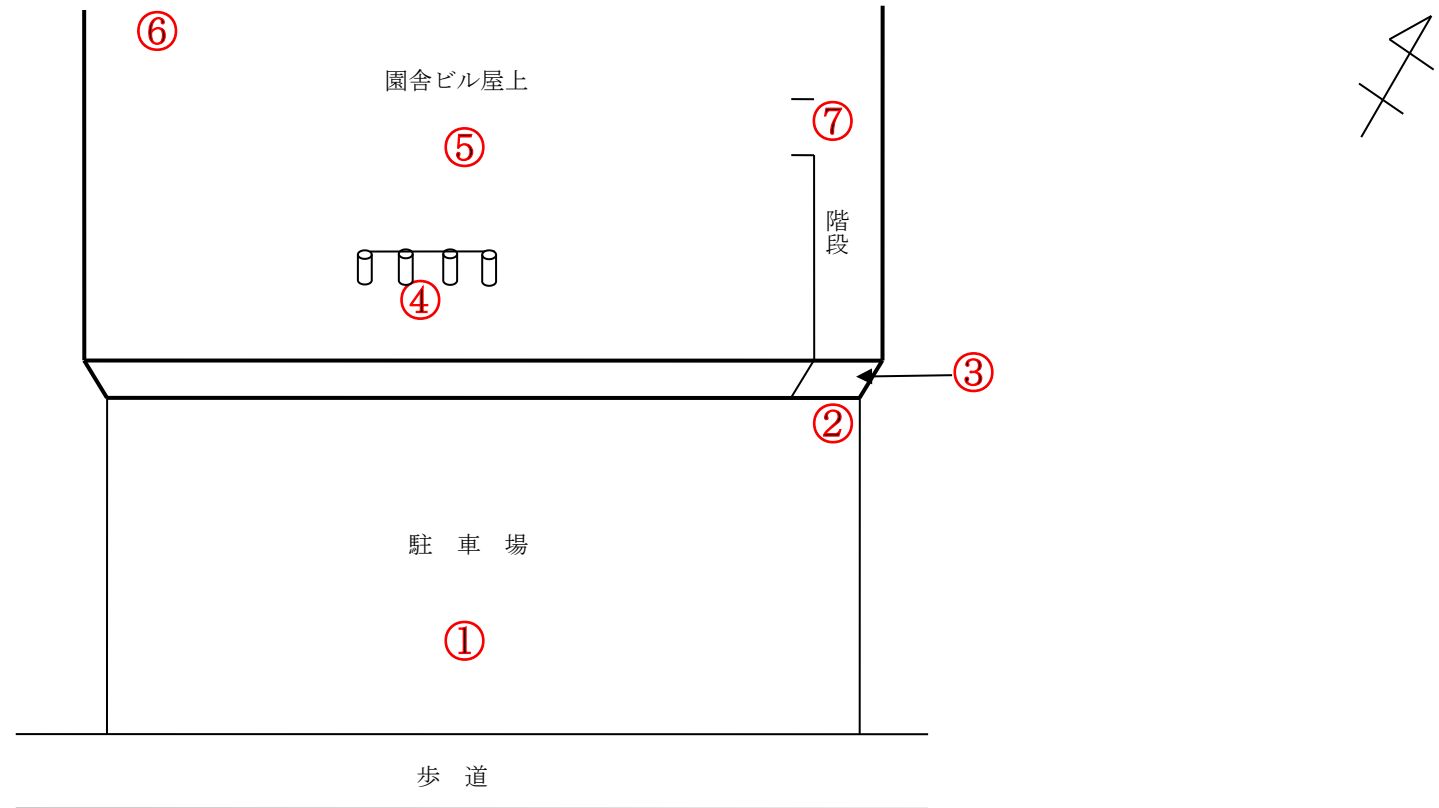 ⑥
園舎ビル屋上
⑦
⑤
階段
④
③
②
駐 車 場
①
歩 道